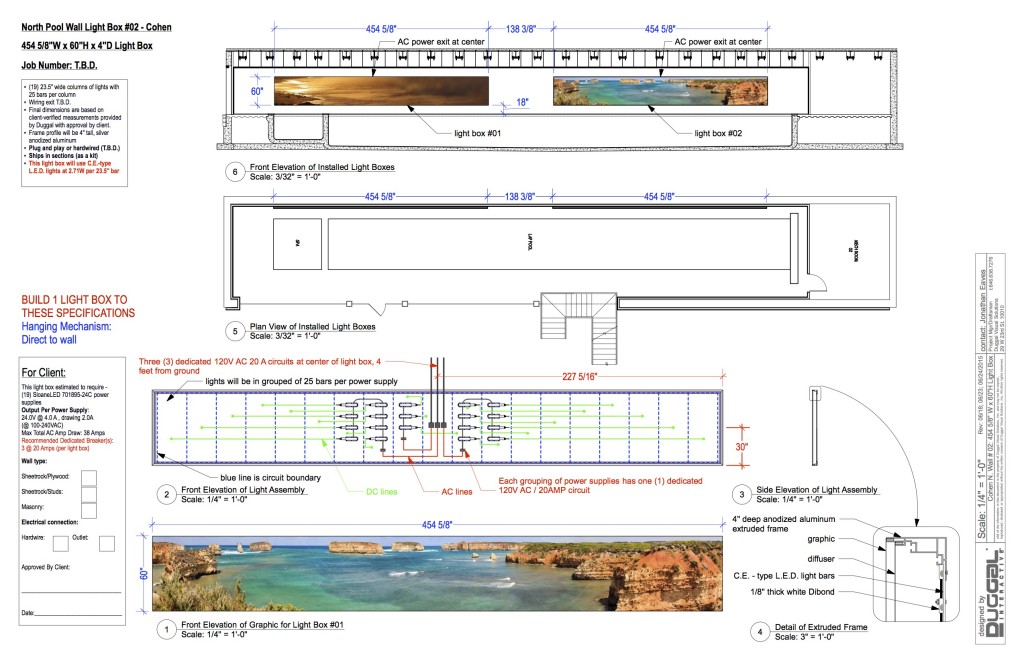 North Pool Wall Light Box #02 - Cohen
454 5/8"W x 60"H x 4"D Light Box
Job Number: T.B.D.
• (19) 23.5" wide columns of lights with
25 bars per column
• Wiring exit T.B.D.
• Final dimensions are based on
client-verified measurements provided
by Duggal with approval by client.
• Frame profile will be 4" tall, silver
anodized aluminum
• Plug and play or hardwired (T.B.D.)
• Ships in sections (as a kit)
• This light box will use C.E.-type
L.E.D. lights at 2.71W per 23.5" bar
454 5/8"
138 3/8"
454 5/8"
AC power exit at center
AC power exit at center
60"
18"
light box #01
light box #02
6
Front Elevation of Installed Light Boxes
Scale: 3/32" = 1'-0"
454 5/8"
138 3/8"
454 5/8"
SPA
LAP POOL
MECH ROOM
02
5
Plan View of Installed Light Boxes
Scale: 3/32" = 1'-0"
BUILD 1 LIGHT BOX TO
THESE SPECIFICATIONS
Hanging Mechanism:
Direct to wall
For Client:
This light box estimated to require -
(19) SloaneLED 701895-24C power
supplies
Output Per Power Supply:
24.0V @ 4.0 A , drawing 2.0A
(@ 100-240VAC)
Max Total AC Amp Draw: 38 Amps
Recommended Dedicated Breaker(s):
3 @ 20 Amps (per light box)
Wall type:
Sheetrock/Plywood:
Sheetrock/Studs:
Masonry:
Electrical connection:
Hardwire:
Outlet:
Approved By Client:
Date:
Three (3) dedicated 120V AC 20 A circuits at center of light box, 4
feet from ground
lights will be in grouped of 25 bars per power supply
227 5/16"
30"
blue line is circuit boundary
DC lines
AC lines
Each grouping of power supplies has one (1) dedicated
120V AC / 20AMP circuit
2
Front Elevation of Light Assembly
Scale: 1/4" = 1'-0"
3
Side Elevation of Light Assembly
Scale: 1/4" = 1'-0"
454 5/8"
60"
1
Front Elevation of Graphic for Light Box #01
Scale: 1/4" = 1'-0"
4" deep anodized aluminum
extruded frame
graphic
diffuser
C.E. - type L.E.D. light bars
1/8" thick white Dibond
4
Detail of Extruded Frame
Scale: 3" = 1'-0"
contact: Jonathan Eaves
Project Mgr/Draftsman
Duggal Visual Solutions
29 W 23rd St. 10010
Scale: 1/4" = 1'-0"
Cohen N. Wall # 02: 454 5/8" W x 60"H Light Box
designed by
DUGGAL
INTERACTIVE